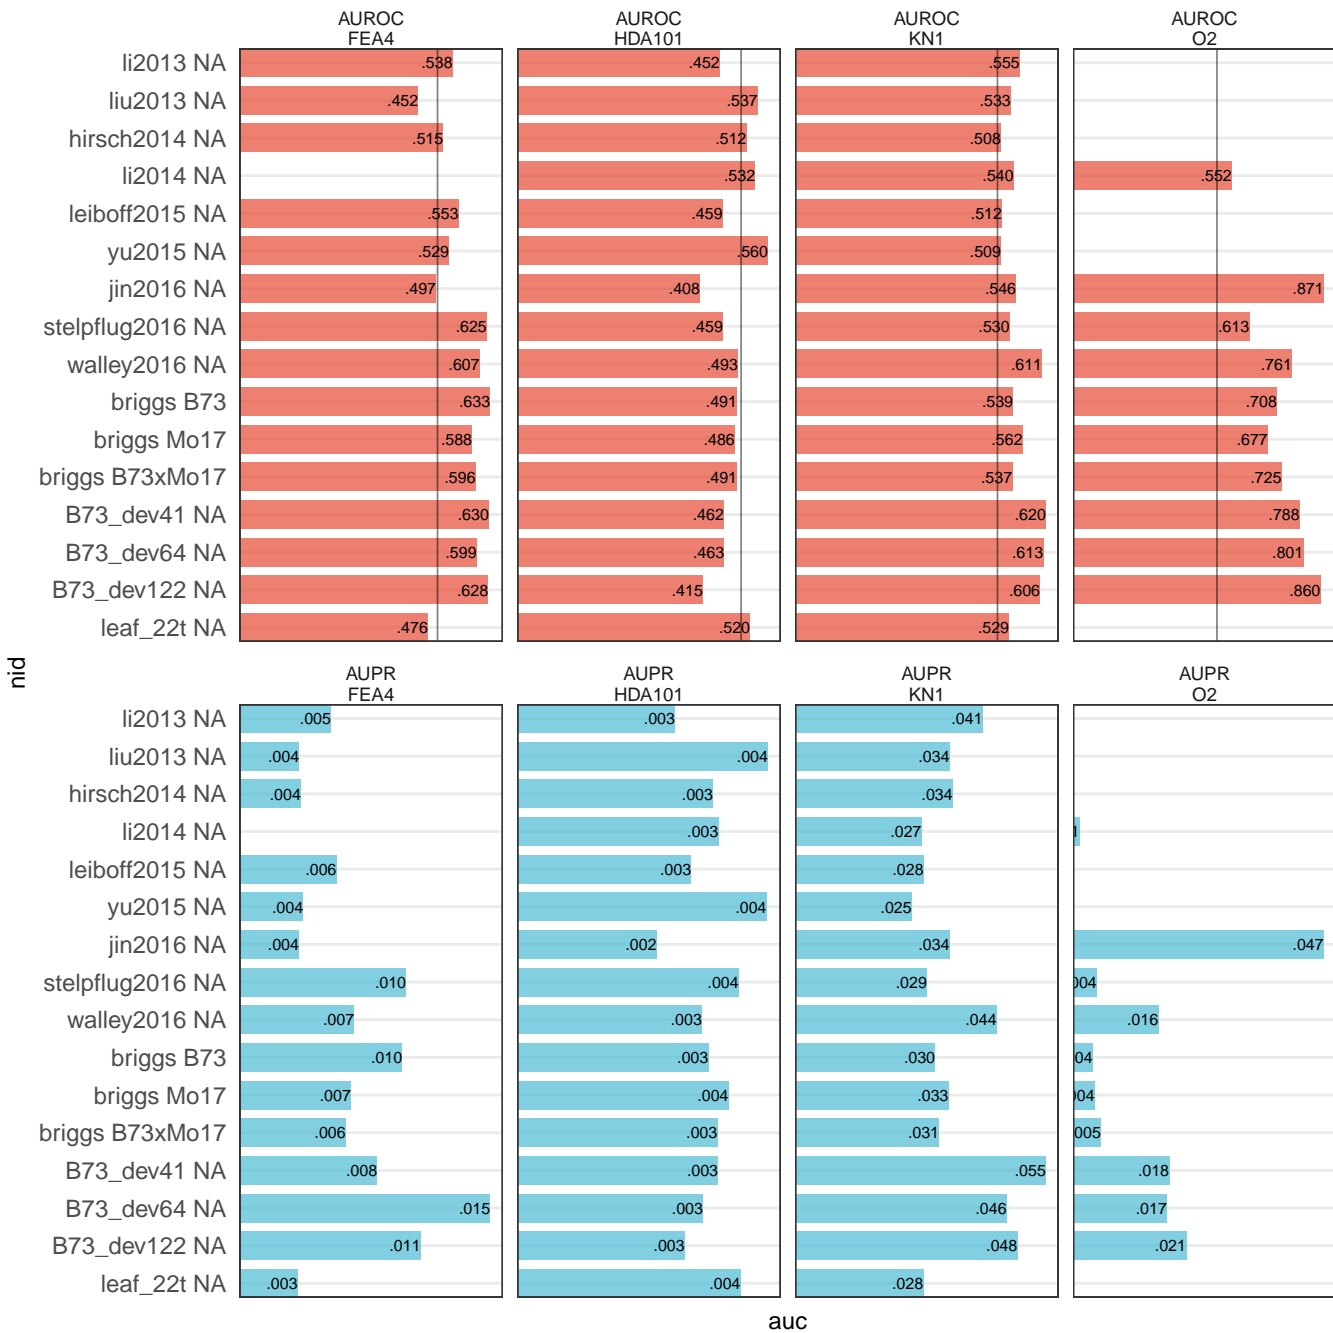 AUROC AUROC AUROC AUROC
FEA4 HDA101 KN1 O2
li2013 NA .538 .452 .555
liu2013 NA .452 .537 .533
hirsch2014 NA .515 .512 .508
li2014 NA .532 .540 .552
leiboff2015 NA .553 .459 .512
yu2015 NA .529 .560 .509
jin2016 NA .497 .408 .546 .871
stelpflug2016 NA .625 .459 .530 .613
walley2016 NA .607 .493 .611 .761
briggs B73 .633 .491 .539 .708
briggs Mo17 .588 .486 .562 .677
briggs B73xMo17 .596 .491 .537 .725
B73_dev41 NA .630 .462 .620 .788
B73_dev64 NA .599 .463 .613 .801
B73_dev122 NA .628 .415 .606 .860
leaf_22t NA .476 .520 .529
nid
AUPR AUPR AUPR AUPR
FEA4 HDA101 KN1 O2
li2013 NA .005 .003 .041
liu2013 NA .004 .004 .034
hirsch2014 NA .004 .003 .034
li2014 NA .003 .027
leiboff2015 NA .006 .003 .028
yu2015 NA .004 .004 .025
jin2016 NA .004 .002 .034 .047
stelpflug2016 NA .010 .004 .029 004
walley2016 NA .007 .003 .044 .016
briggs B73 .010 .003 .030 04
briggs Mo17 .007 .004 .033 004
briggs B73xMo17 .006 .003 .031 005
B73_dev41 NA .008 .003 .055 .018
B73_dev64 NA .015 .003 .046 .017
B73_dev122 NA .011 .003 .048 .021
leaf_22t NA .003 .004 .028
auc